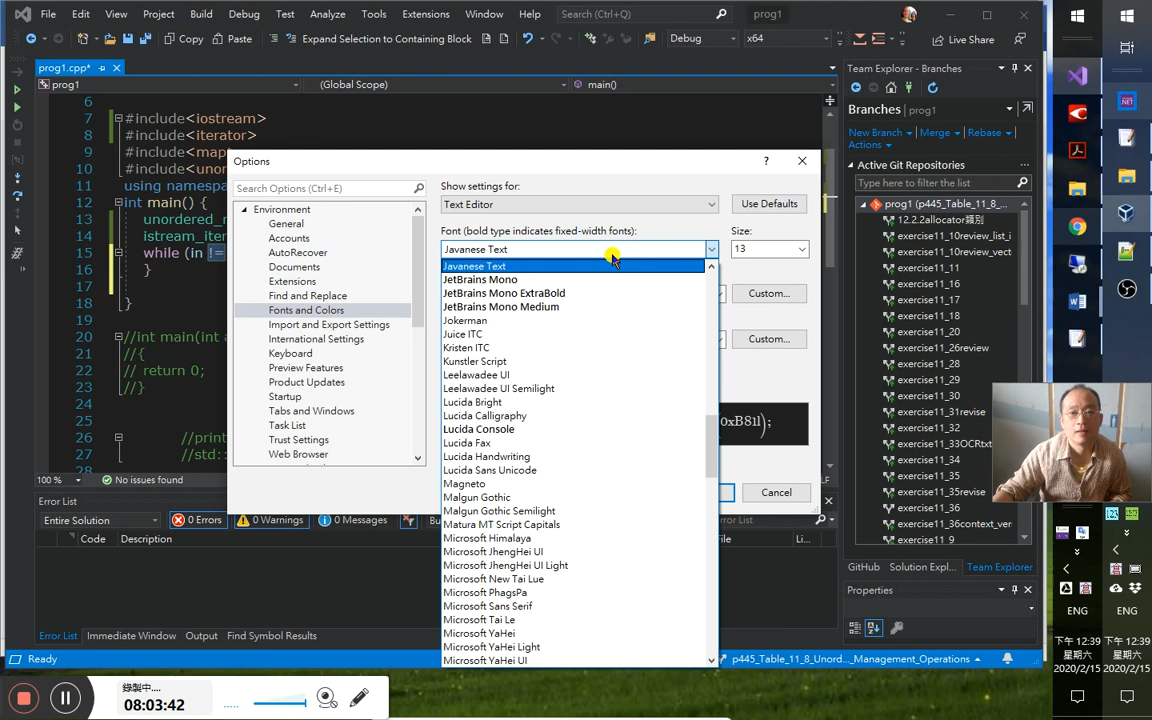 File Edit View Project Build Debug Test Analyze Tools Extensions Window Help Search (Ctrl+Q) prog1
Copy Paste Expand Selection to Containing Block Debug x64 Live Share
prog1.cpp*
prog1 (Global Scope) main()
6
7 #include<iostream>
8 #include<iterator>
9 #include<map
10 #include<uno
11 using namesp
12 int main() {
13 unordered_
14 istream_ite
15 while (in !=
16 }
17
18 }
20 //int main(int
21 //{
22 // return 0;
23 //}
24
26 //print
27 //std::
28
100 % No issues found
Options
Search Options (Ctrl+E)
Environment
General
Accounts
AutoRecover
Documents
Extensions
Find and Replace
Fonts and Colors
Import and Export Settings
International Settings
Keyboard
Preview Features
Product Updates
Startup
Tabs and Windows
Task List
Trust Settings
Web Browser
Show settings for:
Text Editor
Use Defaults
Font (bold type indicates fixed-width fonts):
Size:
Javanese Text
13
Javanese Text
JetBrains Mono
JetBrains Mono ExtraBold
JetBrains Mono Medium
Jokerman
Juice ITC
Kristen ITC
Kunstler Script
Leelawadee UI
Leelawadee UI Semilight
Lucida Bright
Lucida Calligraphy
Lucida Console
Lucida Fax
Lucida Handwriting
Lucida Sans Unicode
Magneto
Malgun Gothic
Malgun Gothic Semilight
Matura MT Script Capitals
Microsoft Himalaya
Microsoft JhengHei UI
Microsoft JhengHei UI Light
Microsoft New Tai Lue
Microsoft PhagsPa
Microsoft Sans Serif
Microsoft Tai Le
Microsoft YaHei
Microsoft YaHei Light
Microsoft YaHei UI
Custom...
Custom...
0xB81l);
Cancel
Error List
Entire Solution 0 Errors 0 Warnings 0 Messages Bu
rror List
Code Description
File Li...
Error List Immediate Window Output Find Symbol Results
Ready
p445_Table_11_8_Unord..._Management_Operations
Team Explorer - Branches
Branches | prog1
New Branch Merge Rebase
Actions
Active Git Repositories
Type here to filter the list
prog1 (p445_Table_11_8_...
12.2.2allocator類別
exercise 10_review_list_i
exercise 10_review_vect
exercise11_11
exercise11_16
exercise11_17
exercise11_18
exercise11_20
exercise11_26review
exercise11_28
exercise11_29
exercise11_30
exercise11_31revise
exercise11_32
exercise11_33OCRtxt
exercise11_34
exercise11_35
exercise11_35revise
exercise11_36
exercise11_36context_ver
exercise11_9
GitHub Solution Expl... Team Explorer
Properties
錄製中....
08:03:42
ENG
下午 12:39
星期六
2020/2/15
ENG
下午 12:39
星期六
2020/2/15